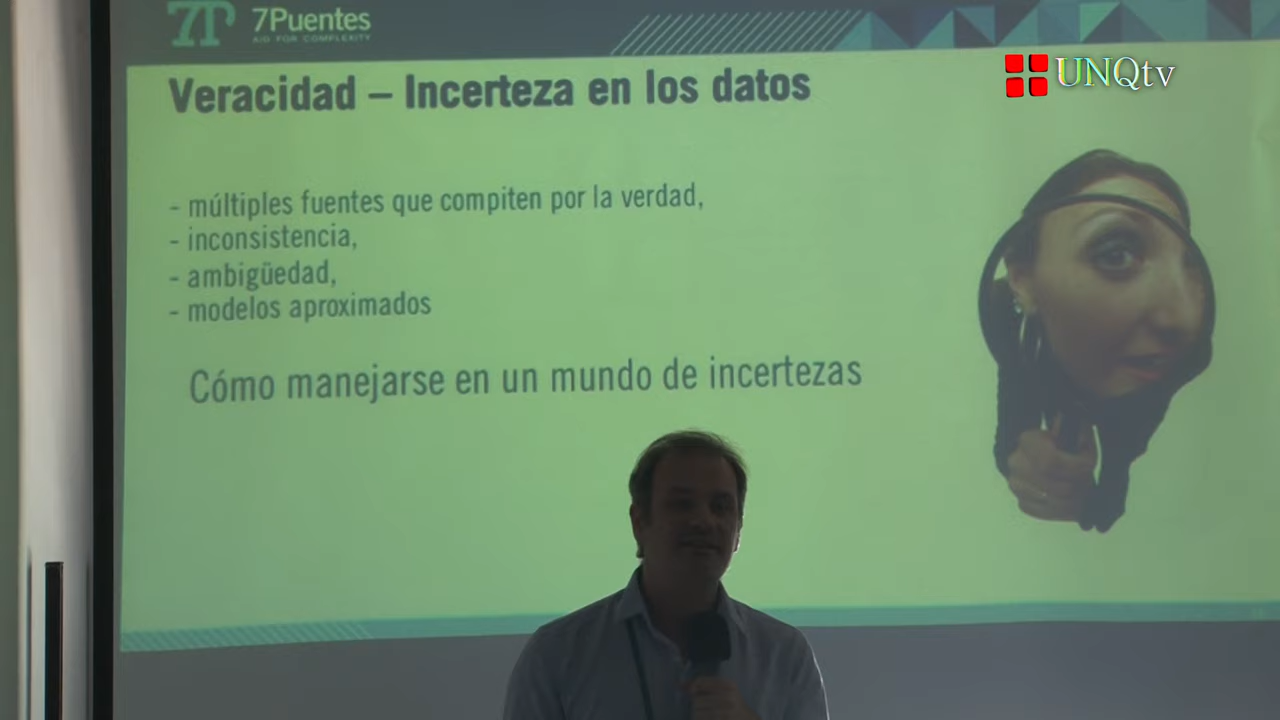 7P 7Puentes
AID FOR COMPLEXITY
UNQtv
Veracidad – Incerteza en los datos
- múltiples fuentes que compiten por la verdad,
- inconsistencia,
- ambigüedad,
- modelos aproximados
Cómo manejarse en un mundo de incertezas